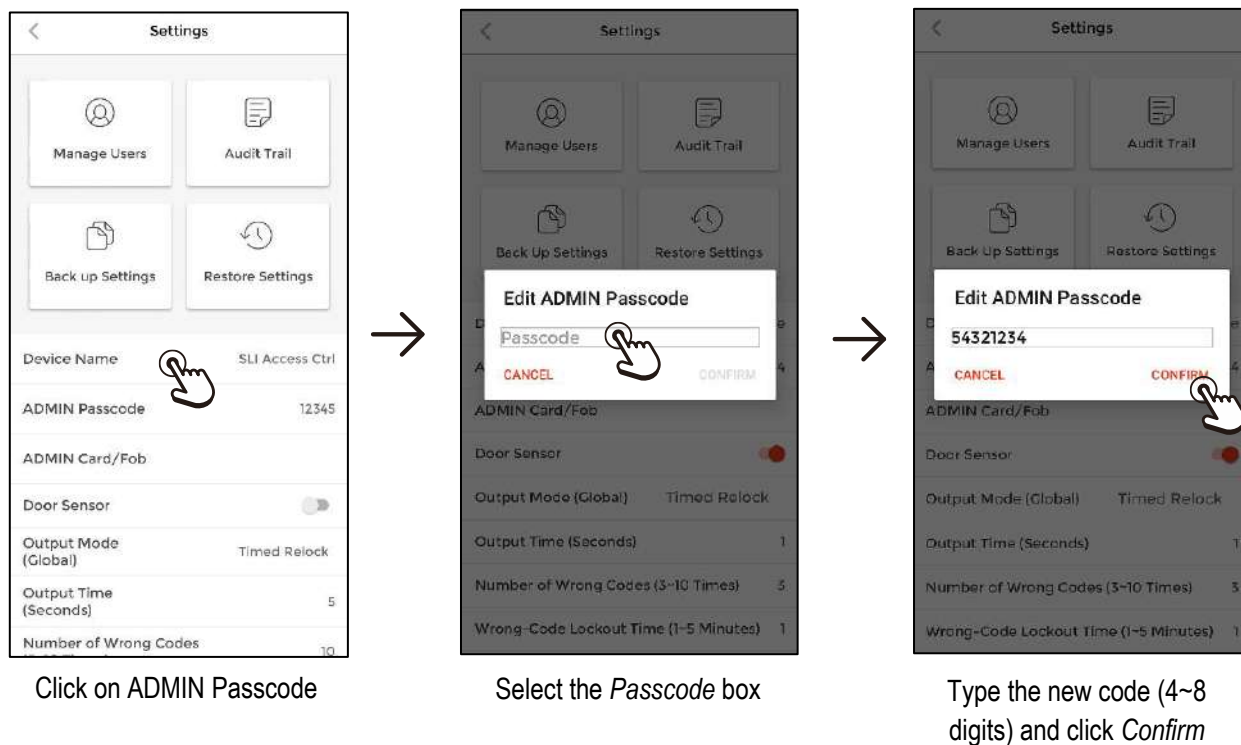 Settings
Manage Users
Audit Trail
Back up Settings
Restore Settings
Device Name SLI Access Ctrl
ADMIN Passcode 12345
ADMIN Card/Fob
Door Sensor
Output Mode
(Global) Timed Relock
Output Time
(Seconds) 5
Number of Wrong Codes
10
Click on ADMIN Passcode
Settings
Manage Users
Audit Trail
Back Up Settings
Restore Settings
Edit ADMIN Passcode
Passcode
CANCEL CONFIRM
ADMIN Card/Fob
Door Sensor
Output Mode (Global) Timed Relock
Output Time (Seconds) 1
Number of Wrong Codes (3~10 Times) 3
Wrong-Code Lockout Time (1~5 Minutes) 1
Select the Passcode box
Settings
Manage Users
Audit Trail
Back Up Settings
Restore Settings
Edit ADMIN Passcode
54321234
CANCEL CONFIRM
ADMIN Card/Fob
Door Sensor
Output Mode (Global) Timed Relock
Output Time (Seconds) 1
Number of Wrong Codes (3~10 Times) 3
Wrong-Code Lockout Time (1~5 Minutes) 1
Type the new code (4~8
digits) and click Confirm